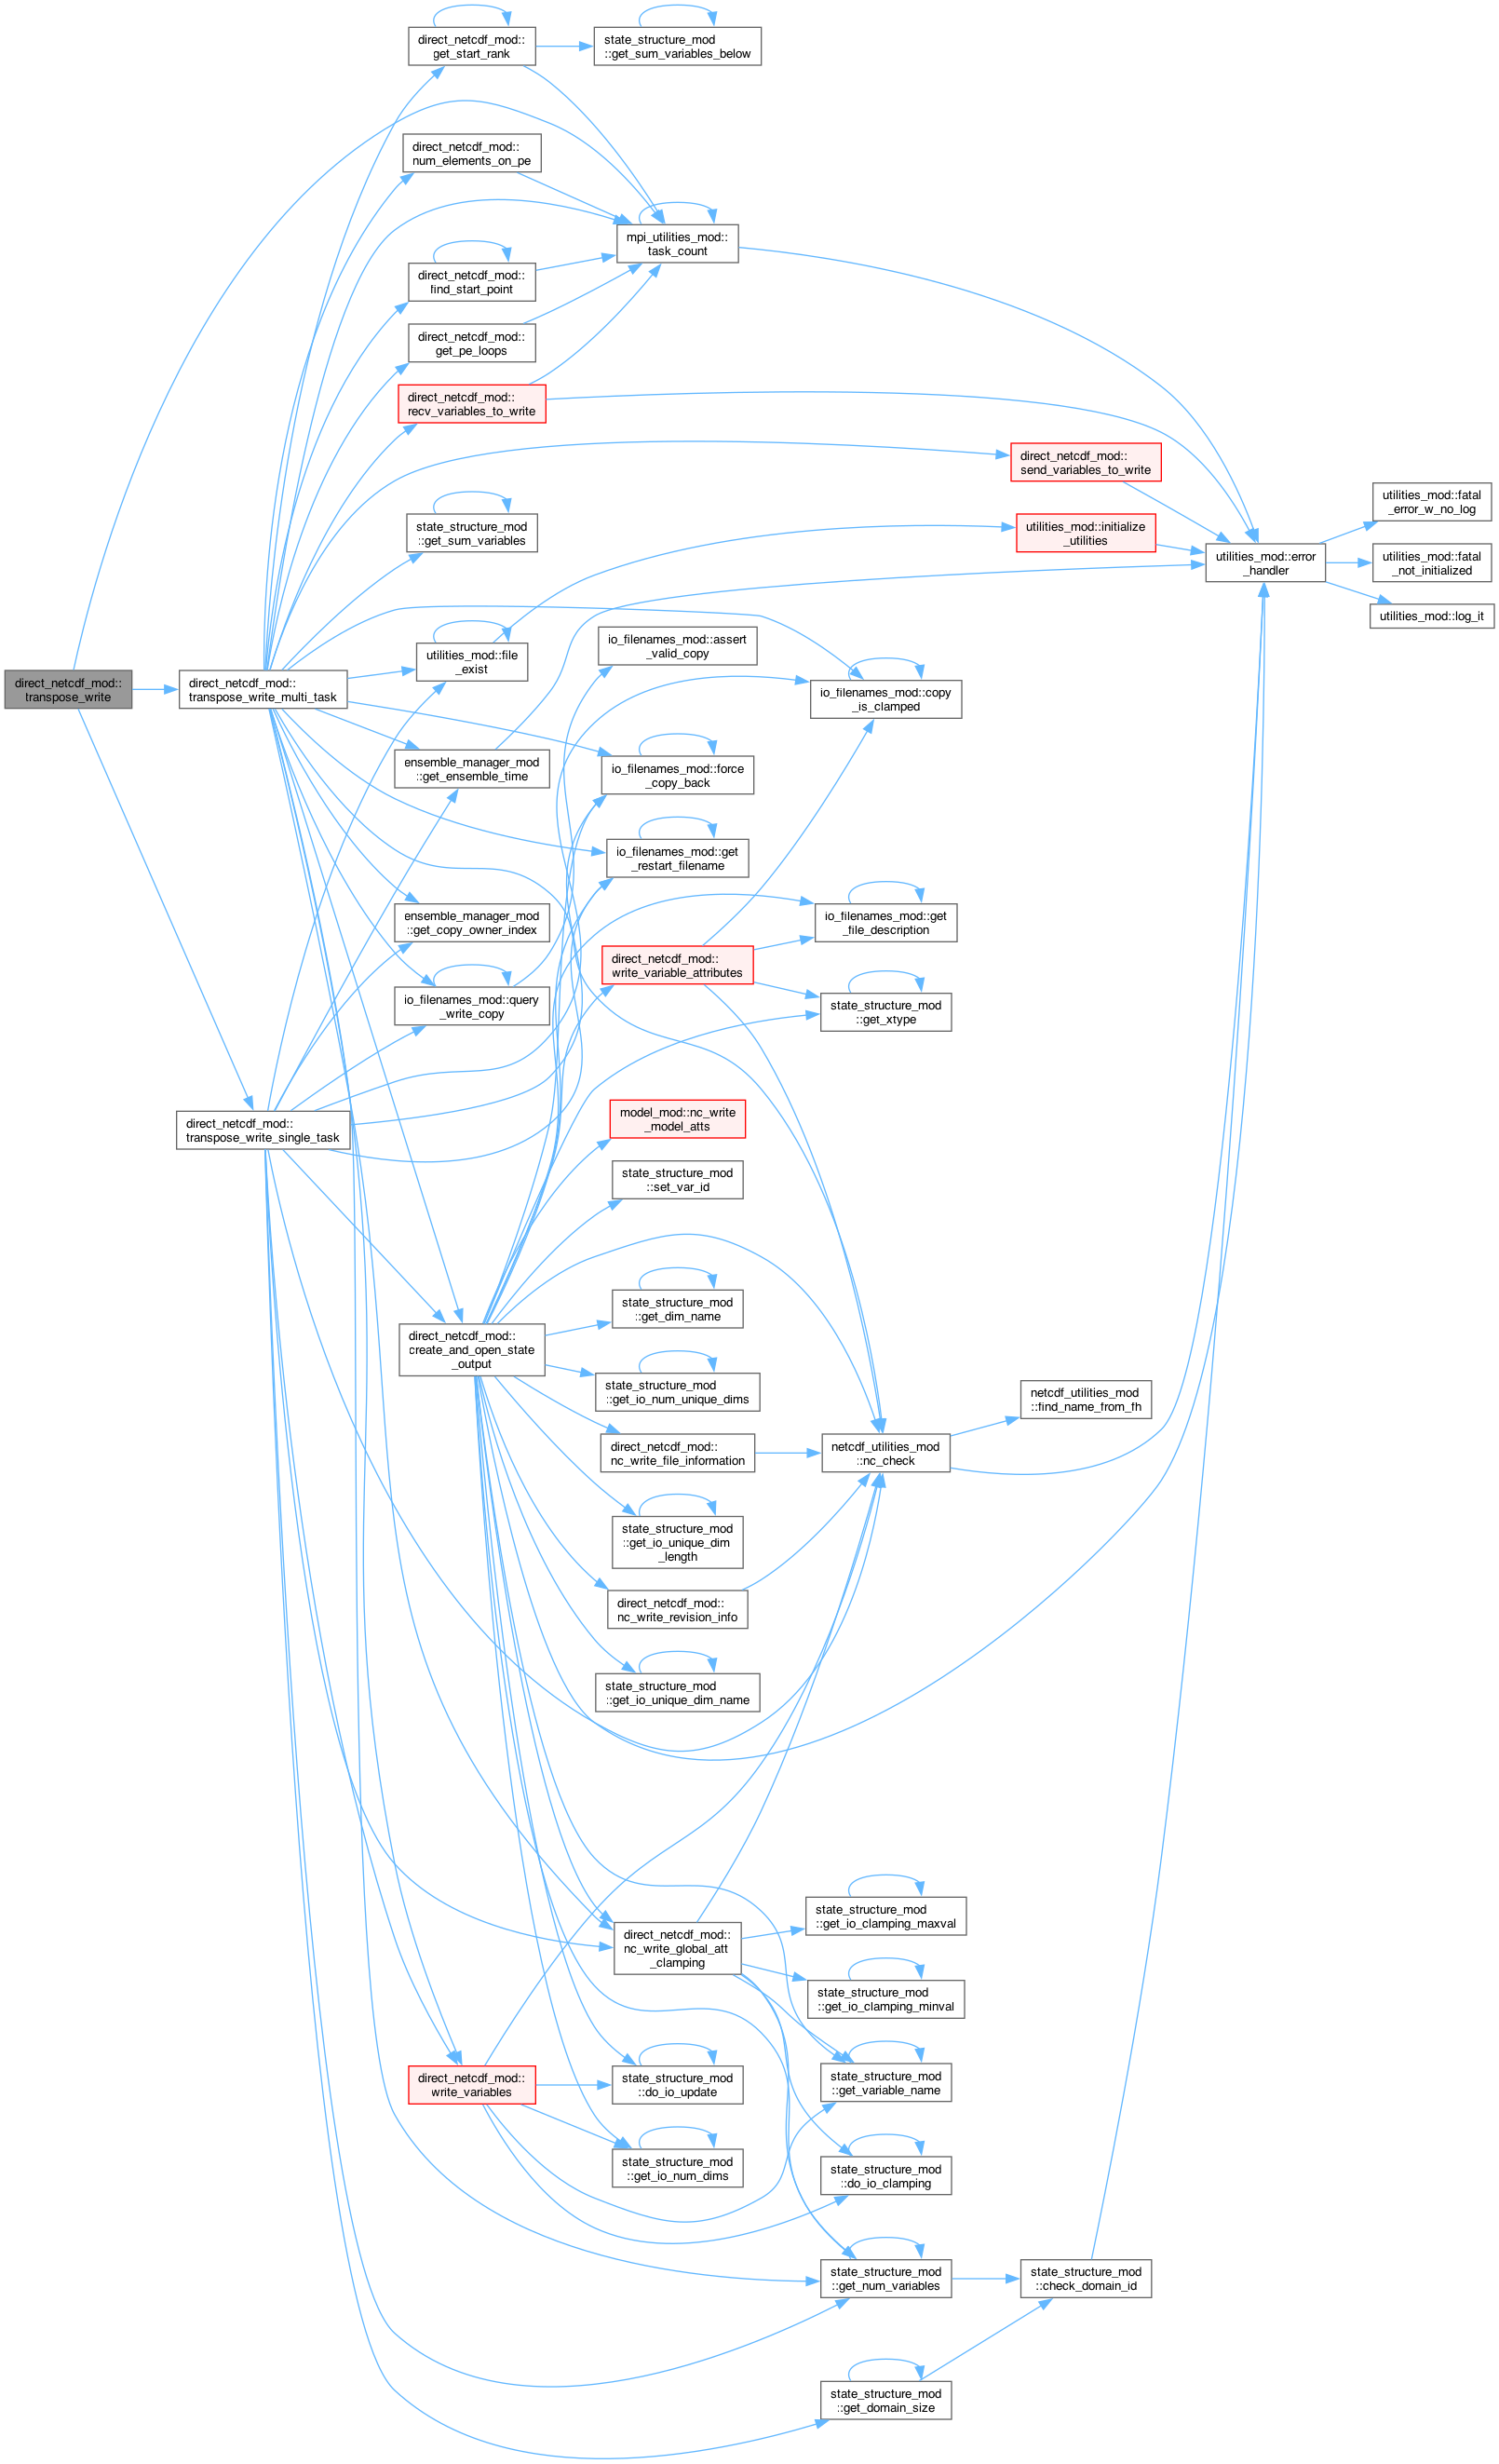 direct_netcdf_mod::
get_start_rank
state_structure_mod
::get_sum_variables_below
direct_netcdf_mod::
num_elements_on_pe
mpi_utilities_mod::
task_count
direct_netcdf_mod::
find_start_point
direct_netcdf_mod::
get_pe_loops
direct_netcdf_mod::
recv_variables_to_write
direct_netcdf_mod::
send_variables_to_write
utilities_mod::fatal
_error_w_no_log
state_structure_mod
::get_sum_variables
utilities_mod::initialize
_utilities
utilities_mod::error
_handler
utilities_mod::fatal
_not_initialized
utilities_mod::log_it
io_filenames_mod::assert
_valid_copy
utilities_mod::file
_exist
direct_netcdf_mod::
transpose_write
direct_netcdf_mod::
transpose_write_multi_task
io_filenames_mod::copy
_is_clamped
ensemble_manager_mod
::get_ensemble_time
io_filenames_mod::force
_copy_back
io_filenames_mod::get
_restart_filename
ensemble_manager_mod
::get_copy_owner_index
io_filenames_mod::get
_file_description
direct_netcdf_mod::
write_variable_attributes
io_filenames_mod::query
_write_copy
state_structure_mod
::get_xtype
direct_netcdf_mod::
transpose_write_single_task
model_mod::nc_write
_model_atts
state_structure_mod
::set_var_id
state_structure_mod
::get_dim_name
direct_netcdf_mod::
create_and_open_state
_output
state_structure_mod
::get_io_num_unique_dims
netcdf_utilities_mod
::find_name_from_fh
direct_netcdf_mod::
nc_write_file_information
netcdf_utilities_mod
::nc_check
state_structure_mod
::get_io_unique_dim
_length
direct_netcdf_mod::
nc_write_revision_info
state_structure_mod
::get_io_unique_dim_name
state_structure_mod
::get_io_clamping_maxval
direct_netcdf_mod::
nc_write_global_att
_clamping
state_structure_mod
::get_io_clamping_minval
direct_netcdf_mod::
write_variables
state_structure_mod
::do_io_update
state_structure_mod
::get_variable_name
state_structure_mod
::get_io_num_dims
state_structure_mod
::do_io_clamping
state_structure_mod
::get_num_variables
state_structure_mod
::check_domain_id
state_structure_mod
::get_domain_size